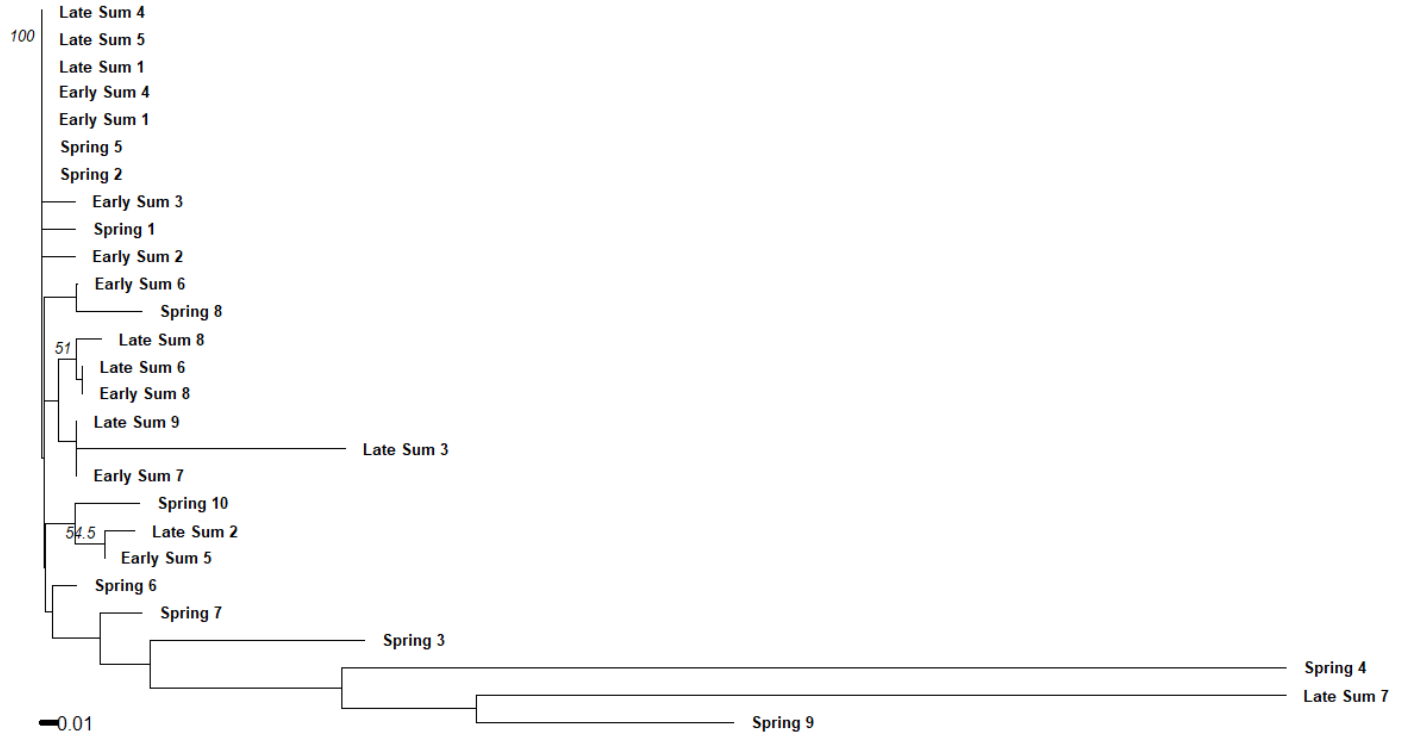 Late Sum 4
100
Late Sum 5
Late Sum 1
Early Sum 4
Early Sum 1
Spring 5
Spring 2
Early Sum 3
Spring 1
Early Sum 2
Early Sum 6
Spring 8
Late Sum 8
51
Late Sum 6
Early Sum 8
Late Sum 9
Late Sum 3
Early Sum 7
Spring 10
54.5
Late Sum 2
Early Sum 5
Spring 6
Spring 7
Spring 3
Spring 4
Late Sum 7
Spring 9
0.01